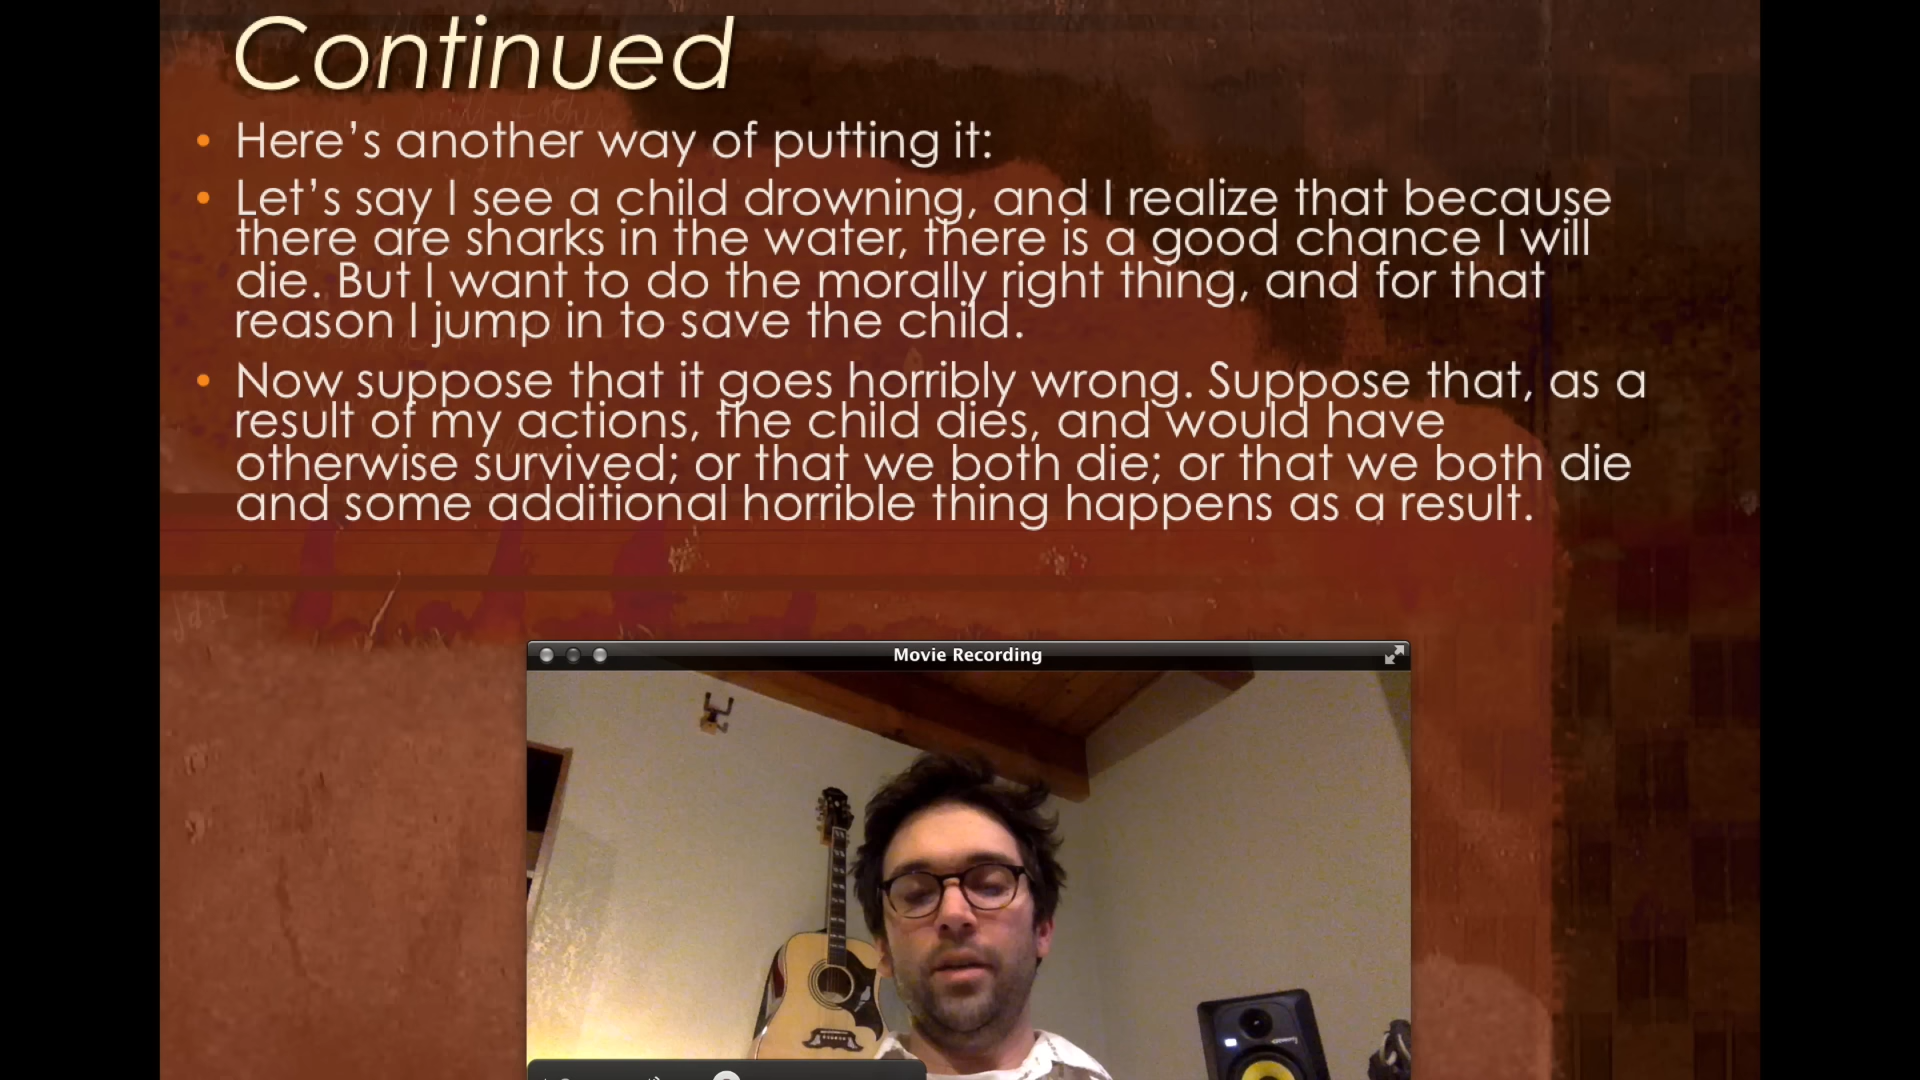 Continued
Here’s another way of putting it:
Let’s say I see a child drowning, and I realize that because
there are sharks in the water, there is a good chance I will
die. But I want to do the morally right thing, and for that
reason I jump in to save the child.
Now suppose that it goes horribly wrong. Suppose that, as a
result of my actions, the child dies, and would have
otherwise survived; or that we both die; or that we both die
and some additional horrible thing happens as a result.
Movie Recording